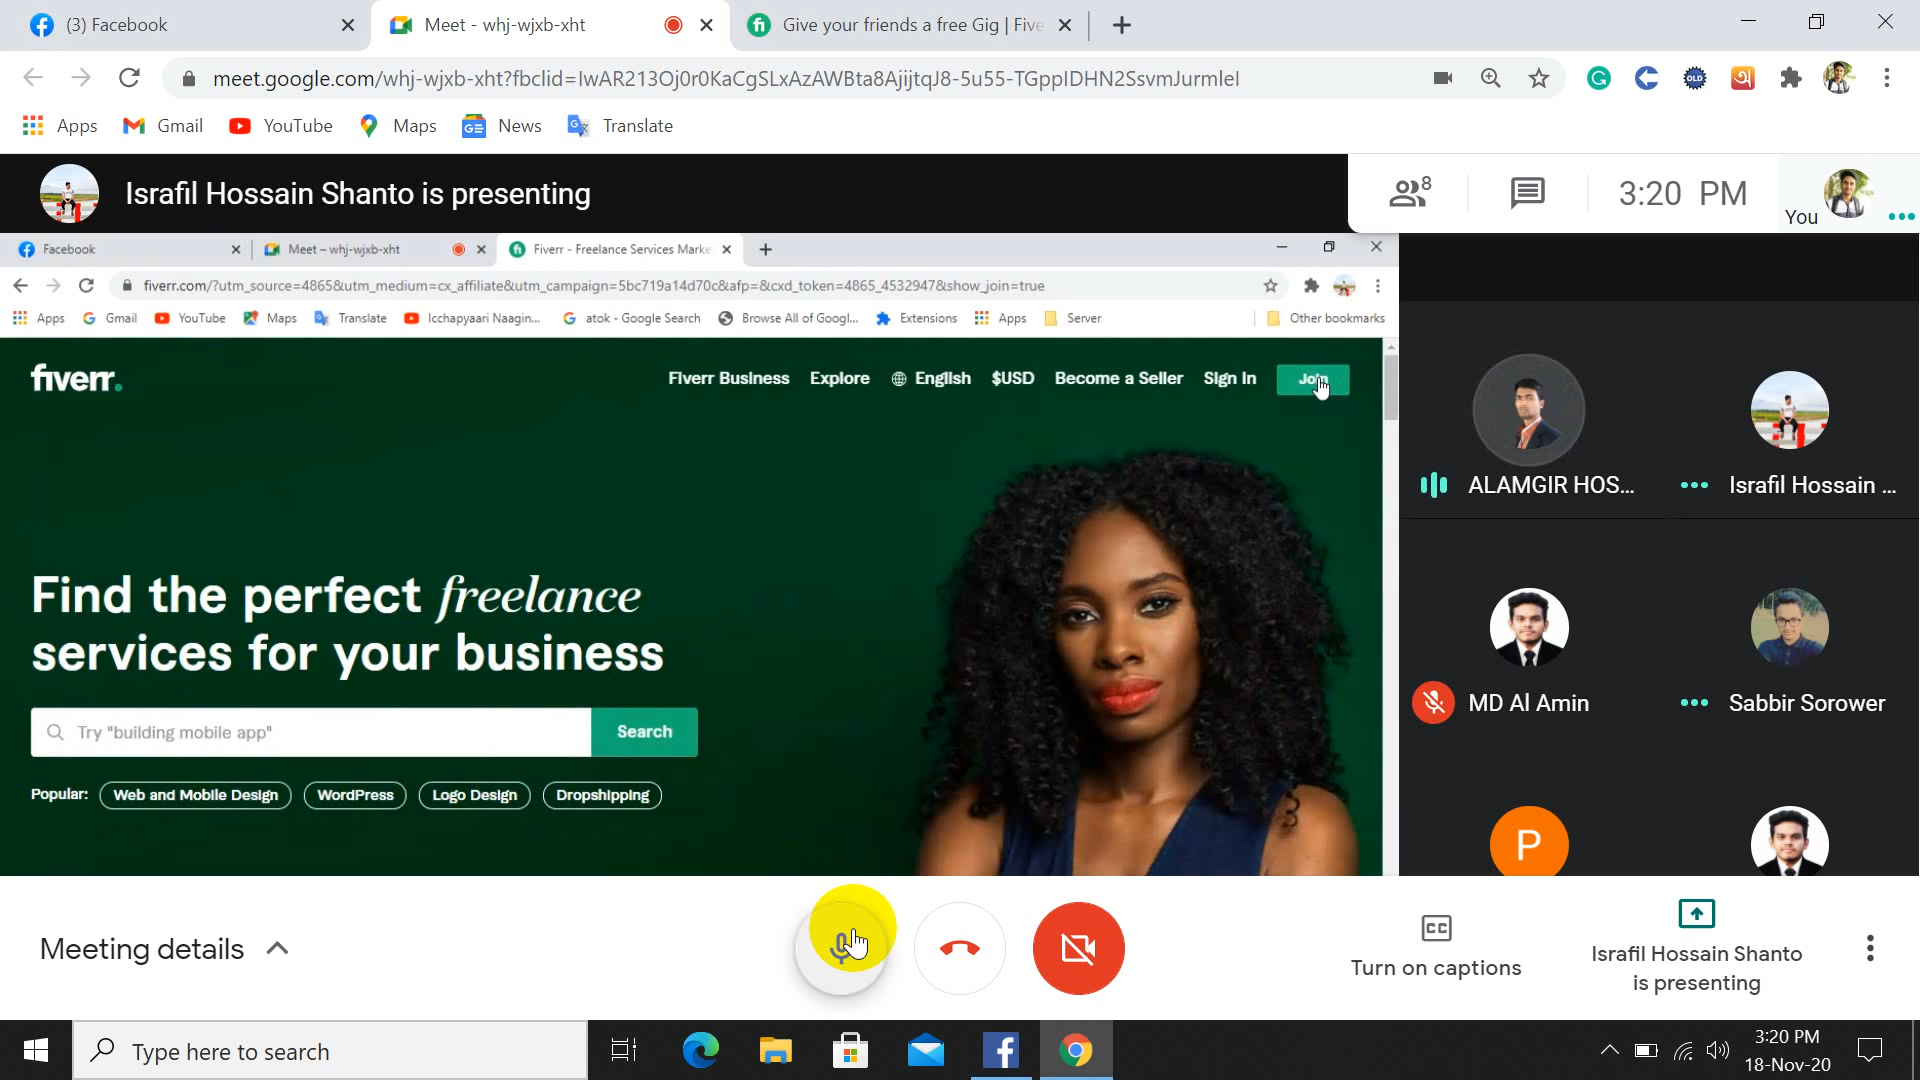 (3) Facebook
Meet - whj-wjxb-xht
Give your friends a free Gig | Five
meet.google.com/whj-wjxb-xht?fbclid=IwAR213Oj0r0KaCgSLxAzAWBta8AjijtqJ8-5u55-TGppIDHN2SsvmJurmleI
OLD
অ
Apps
Gmail
YouTube
Maps
News
Translate
Israfil Hossain Shanto is presenting
8
3:20 PM
You
Facebook
Meet – whj-wjxb-xht
Fiverr - Freelance Services Marke
fiverr.com/?utm_source=4865&utm_medium=cx_affiliate&utm_campaign=5bc719a14d70c&afp=&cxd_token=4865_4532947&show_join=true
Apps
Gmail
YouTube
Maps
Translate
Icchapyaari Naagin...
atok - Google Search
Browse All of Googl...
Extensions
Apps
Server
Other bookmarks
fiverr.
Fiverr Business
Explore
English
$USD
Become a Seller
Sign In
Join
Find the perfect freelance
services for your business
Try "building mobile app"
Search
Popular:
Web and Mobile Design
WordPress
Logo Design
Dropshipping
ALAMGIR HOS...
Israfil Hossain ...
MD Al Amin
Sabbir Sorower
P
Meeting details
CC
Turn on captions
Israfil Hossain Shanto
is presenting
Type here to search
3:20 PM
18-Nov-20